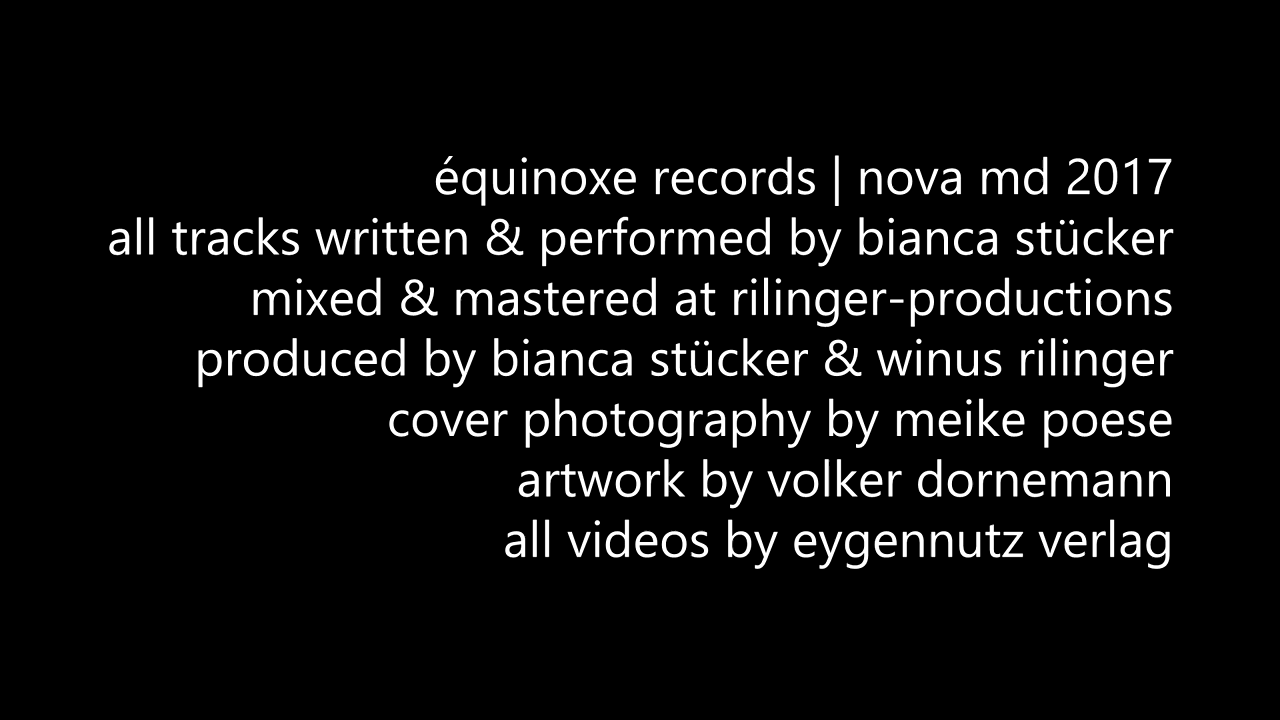 équinoxe records | nova md 2017
all tracks written & performed by bianca stücker
mixed & mastered at rilinger-productions
produced by bianca stücker & winus rilinger
cover photography by meike poese
artwork by volker dornemann
all videos by eygennutz verlag